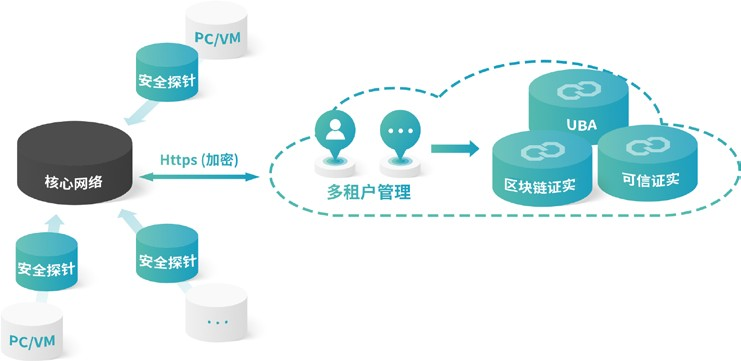 PC/VM
安全探针
核心网络
Https (加密)
多租户管理
UBA
区块链证实
可信证实
安全探针
安全探针
PC/VM
...